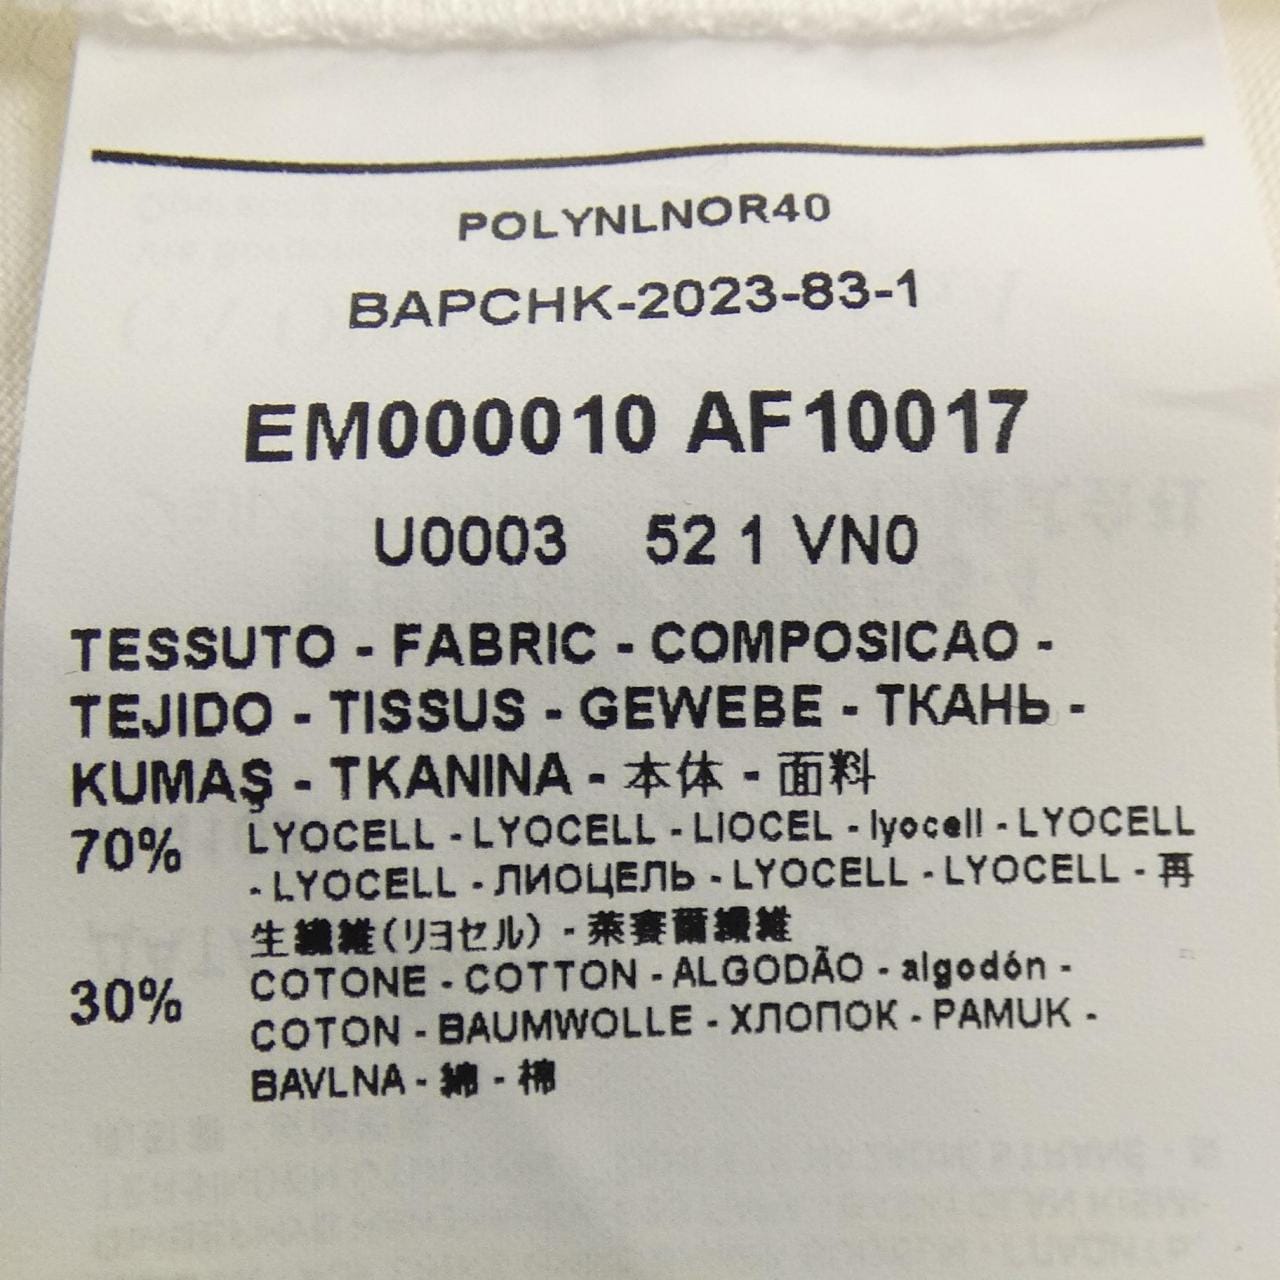 POLYNLNOR40
BAPCHK-2023-83-1
EM000010 AF10017
U0003 52 1 VN0
TESSUTO - FABRIC - COMPOSICAO -
TEJIDO - TISSUS - GEWEBE - ТКАНЬ -
KUMAŞ - TKANINA - 本体 - 面料
70% LYOCELL - LYOCELL - LIOCEL - lyocell - LYOCELL
- LYOCELL - ЛИОЦЕЛЬ - LYOCELL - LYOCELL - 再
生繊維(リヨセル) - 莱賽爾纖維
30% COTONE - COTTON - ALGODÃO - algodón -
COTON - BAUMWOLLE - ХЛОПОК - PAMUK -
BAVLNA - 綿 - 棉